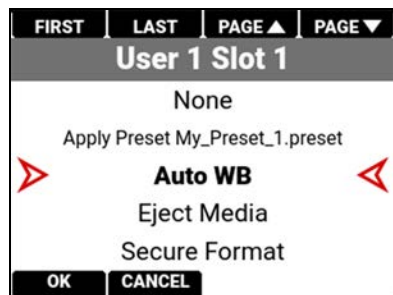 FIRST LAST PAGE▲ PAGE▼
User 1 Slot 1
None
Apply Preset My_Preset_1.preset
Auto WB
Eject Media
Secure Format
OK CANCEL